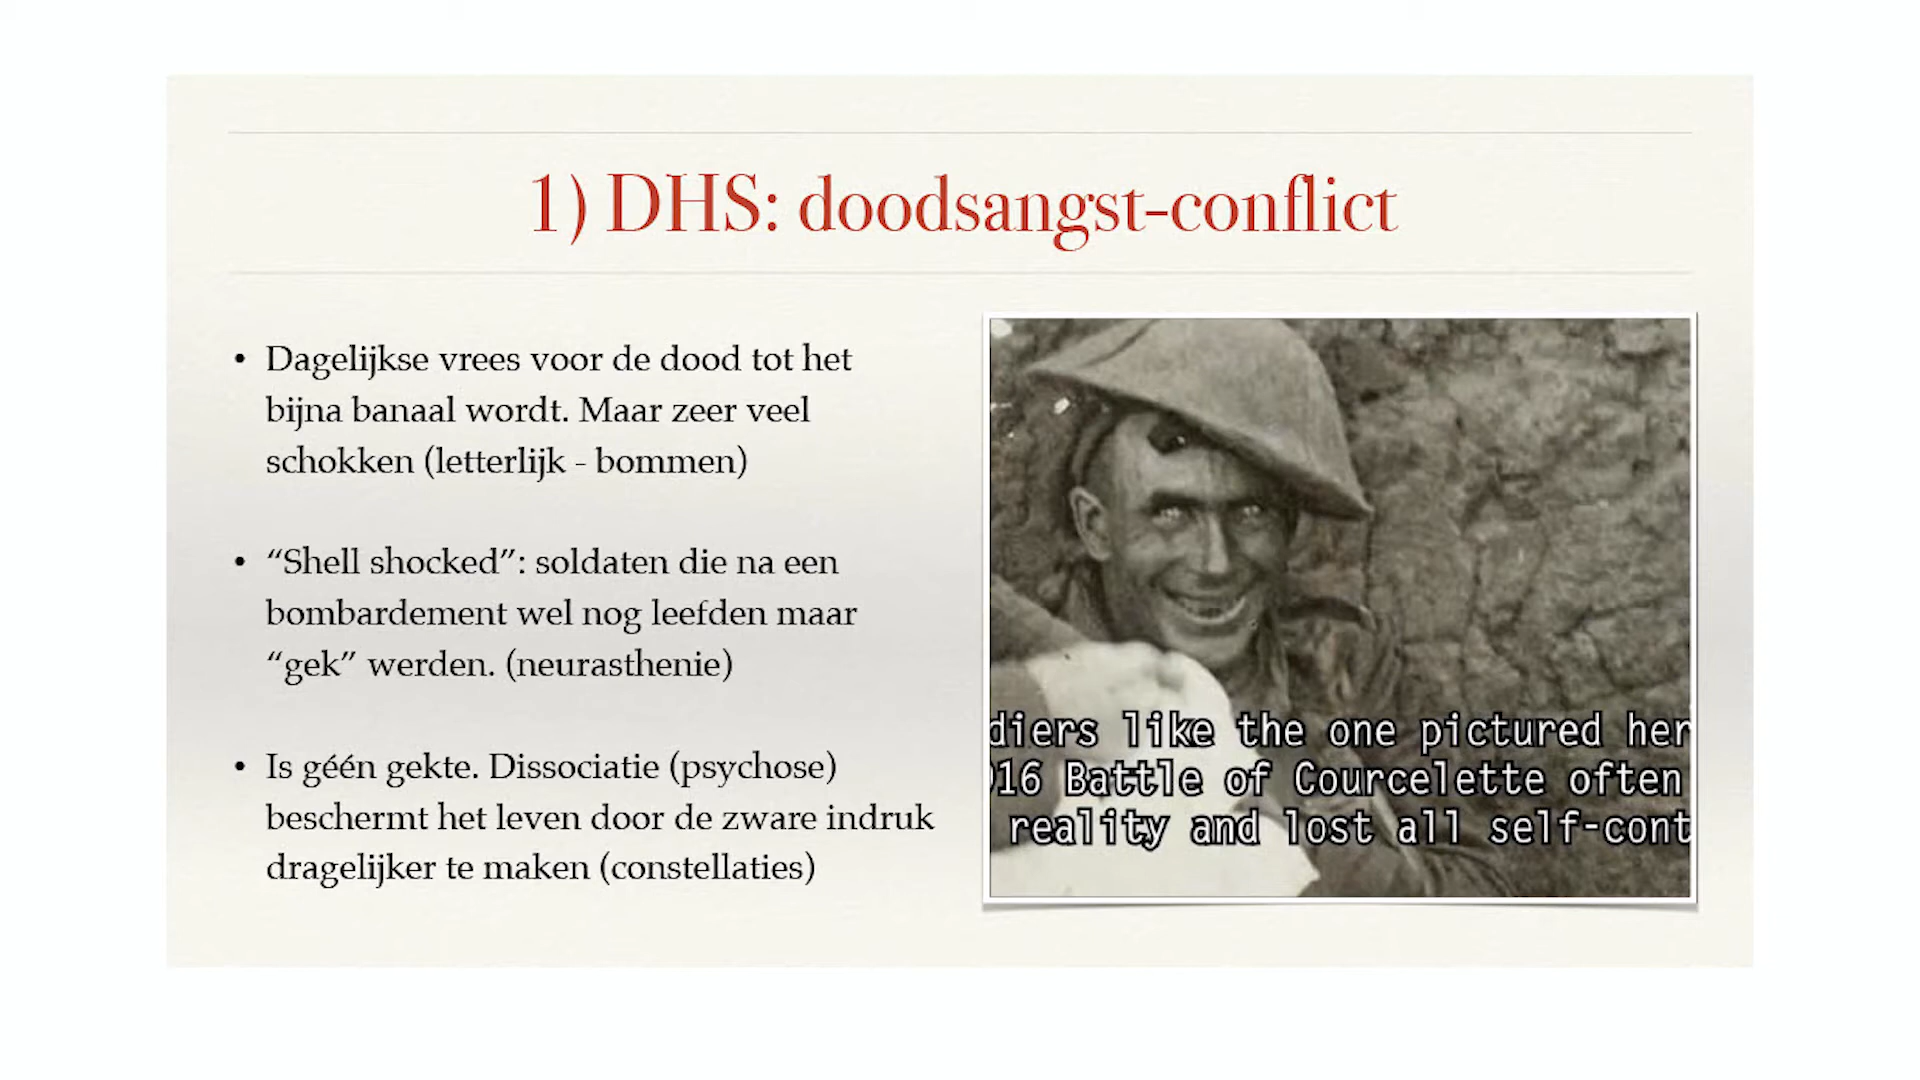 1) DHS: doodsangst-conflict
• Dagelijkse vrees voor de dood tot het
bijna banaal wordt. Maar zeer veel
schokken (letterlijk - bommen)
• “Shell shocked”: soldaten die na een
bombardement wel nog leefden maar
“gek” werden. (neurasthenie)
• Is géén gekte. Dissociatie (psychose)
beschermt het leven door de zware indruk
dragelijker te maken (constellaties)
diers like the one pictured her
16 Battle of Courcelette often
reality and lost all self-cont